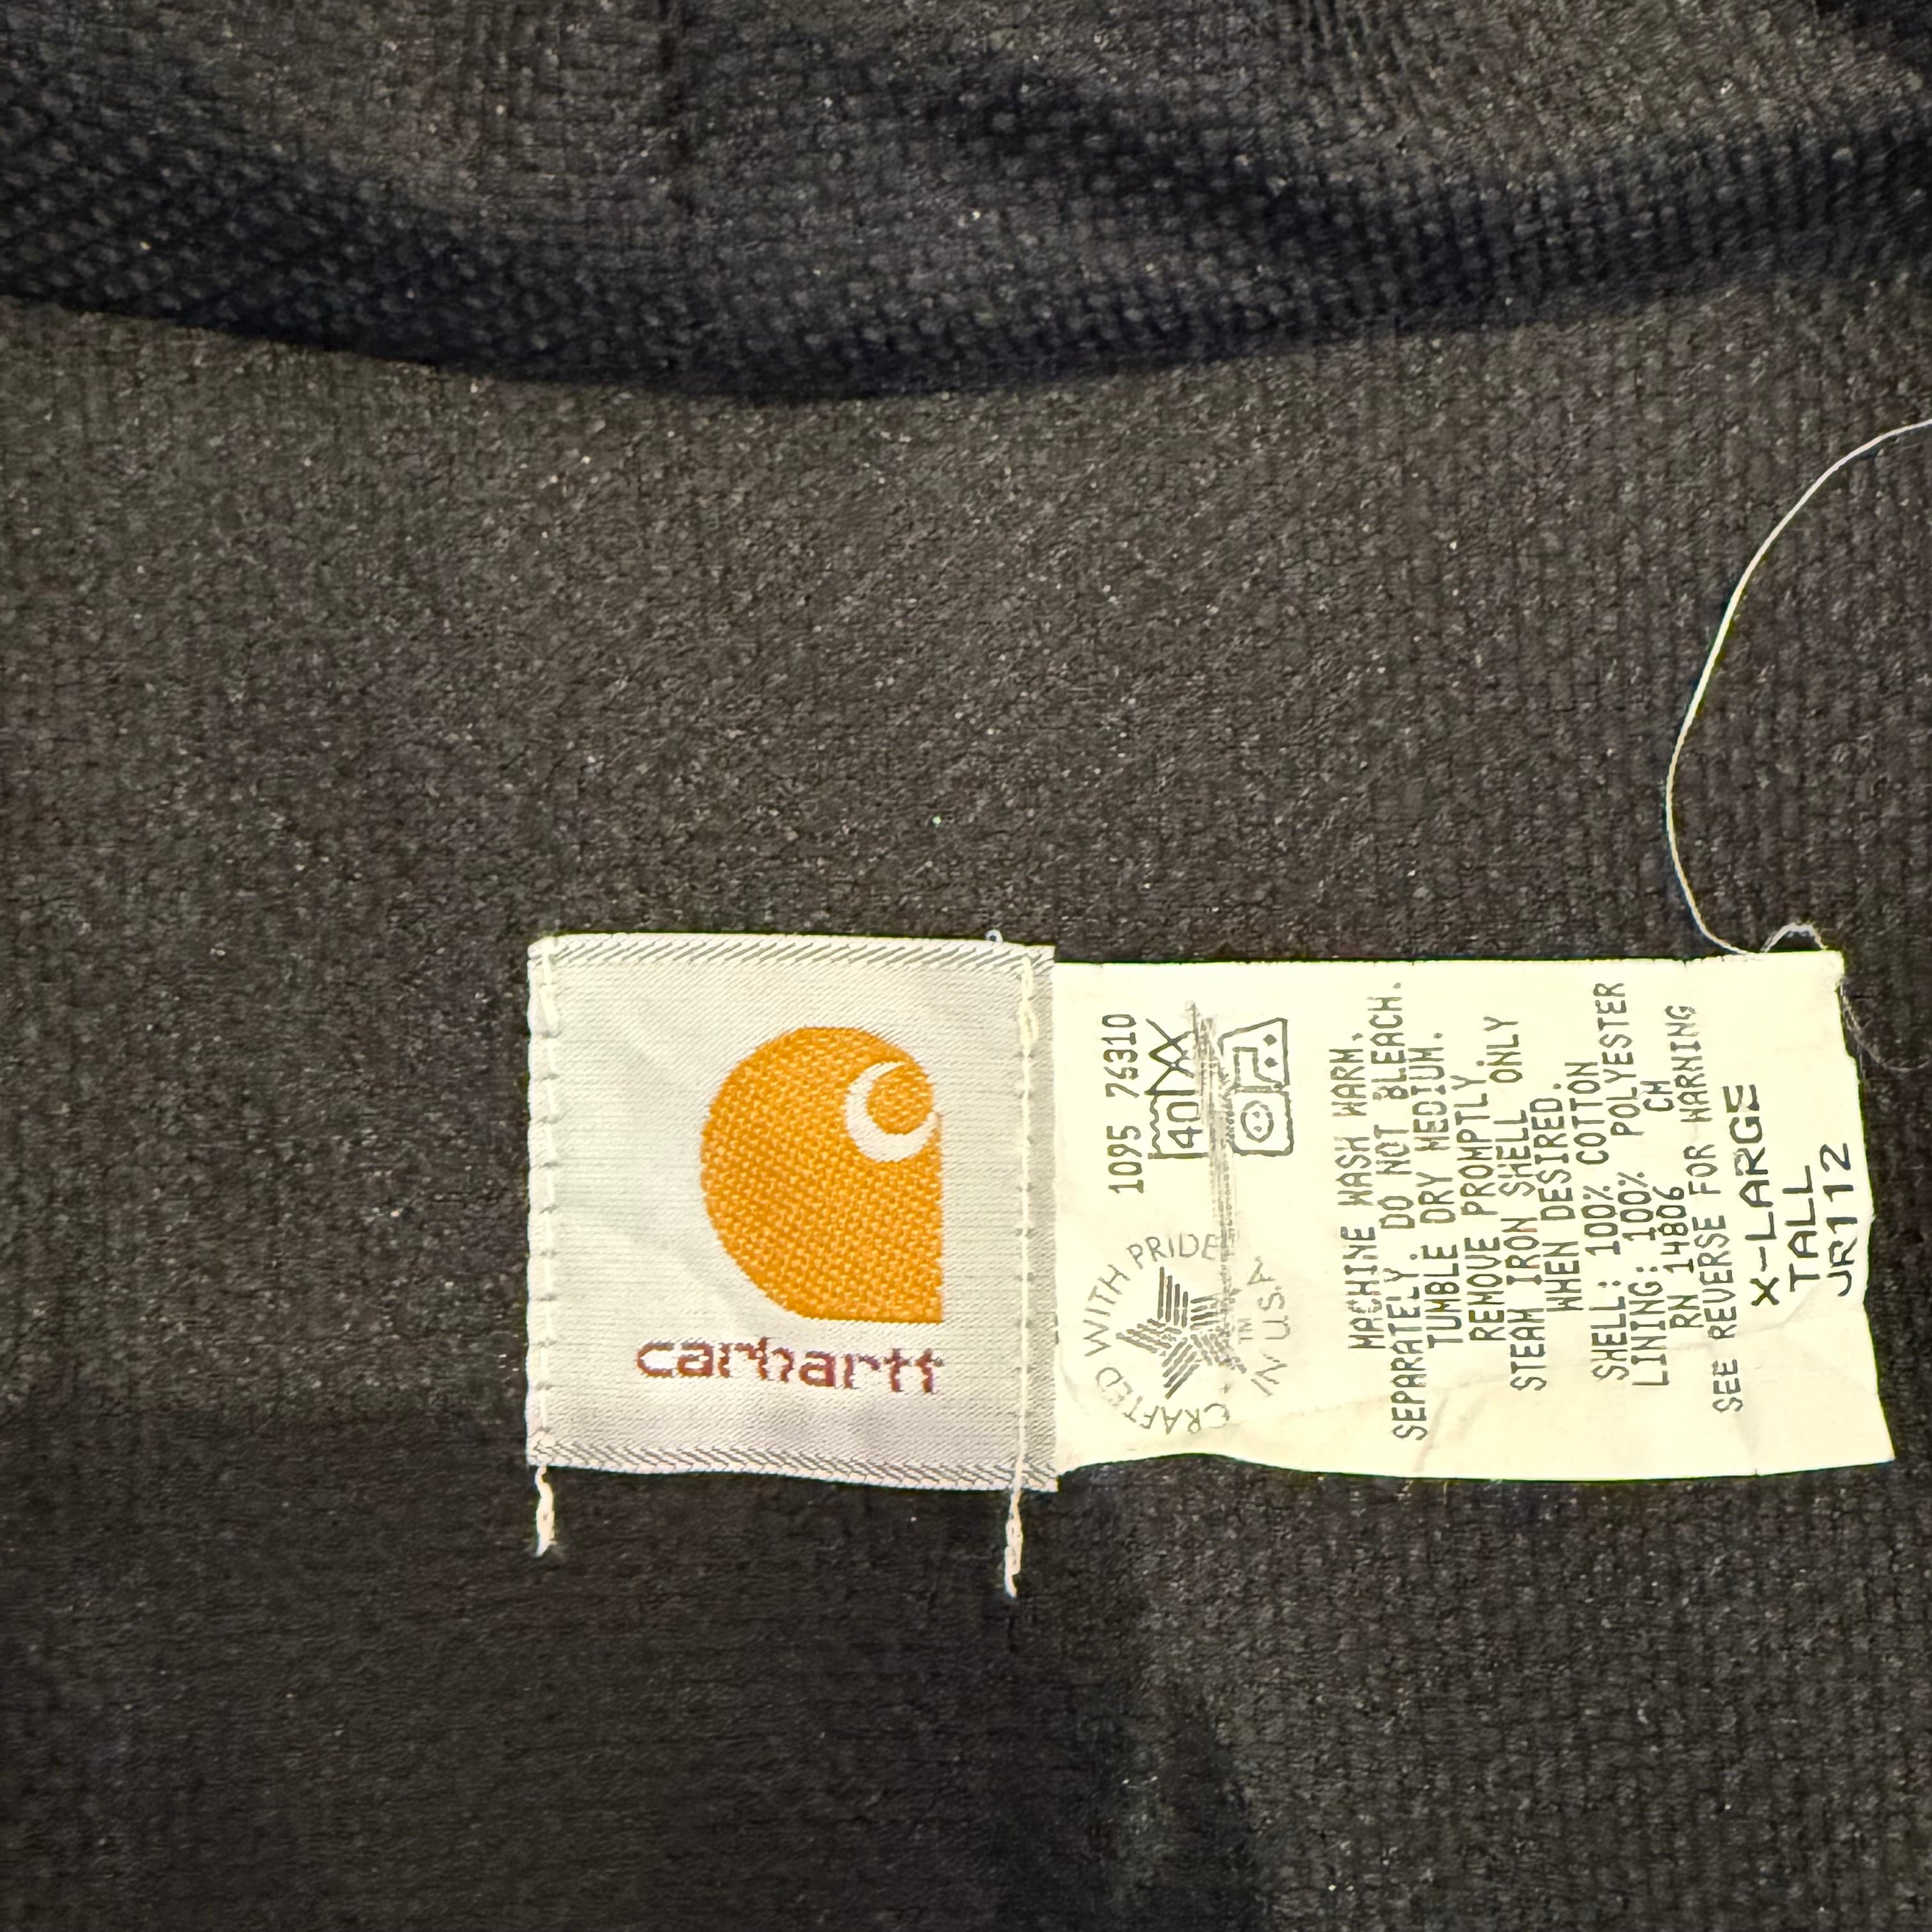 carhartt
1095 76310
40
CRAFTED WITH PRIDE
IN U.S.A
TM
MACHINE WASH WARM,
SEPARATELY. DO NOT BLEACH.
TUMBLE DRY MEDIUM.
REMOVE PROMPTLY.
STEAM IRON SHELL ONLY
WHEN DESIRED.
SHELL: 100% COTTON
LINING: 100% POLYESTER
RN 14806 CM
SEE REVERSE FOR WARNING
X-LARGE
TALL
JR112